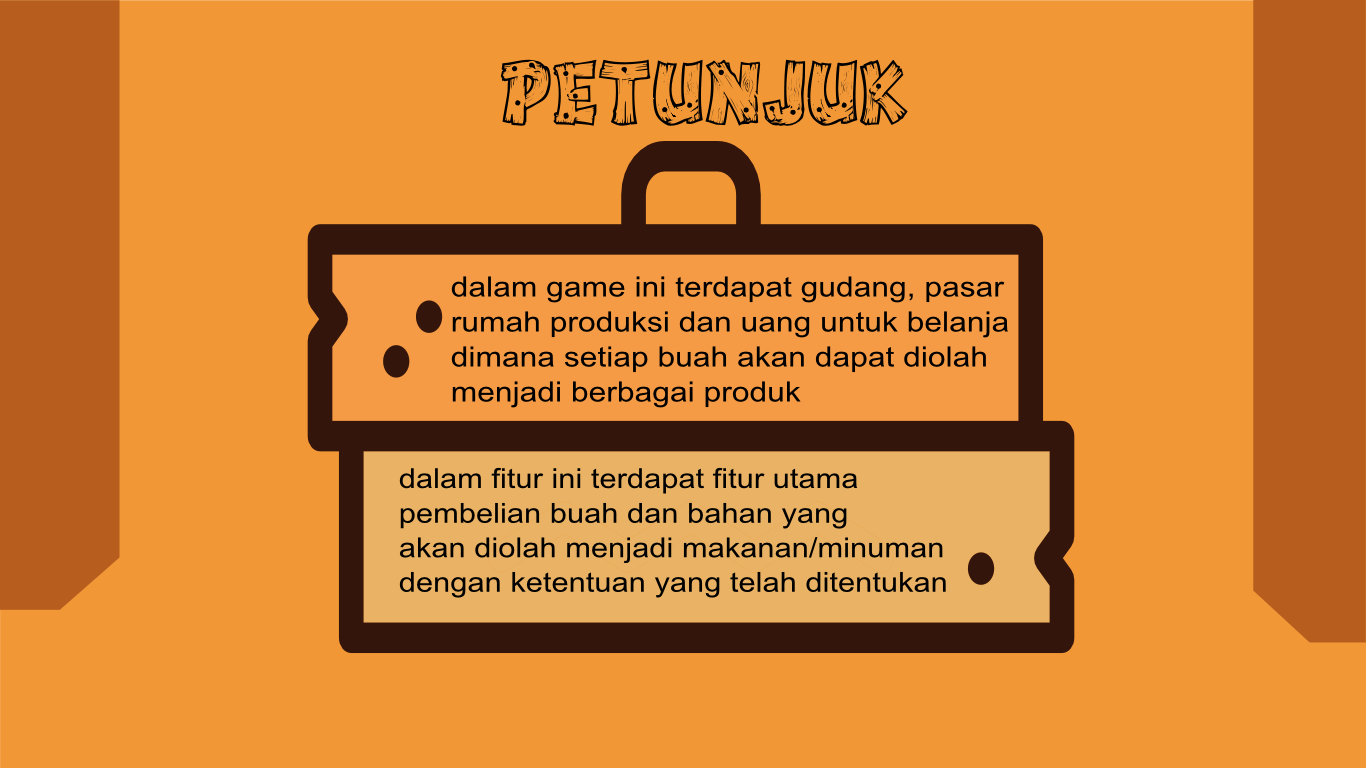 PETUNJUK
dalam game ini terdapat gudang, pasar
rumah produksi dan uang untuk belanja
dimana setiap buah akan dapat diolah
menjadi berbagai produk
dalam fitur ini terdapat fitur utama
pembelian buah dan bahan yang
akan diolah menjadi makanan/minuman
dengan ketentuan yang telah ditentukan